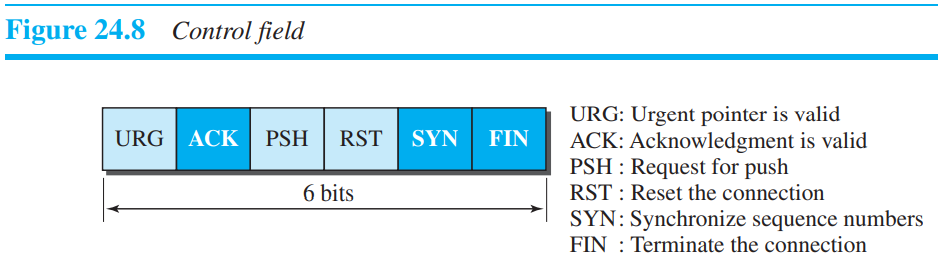 Figure 24.8 Control field
URG ACK PSH RST SYN FIN
6 bits
URG: Urgent pointer is valid
ACK: Acknowledgment is valid
PSH : Request for push
RST : Reset the connection
SYN: Synchronize sequence numbers
FIN : Terminate the connection